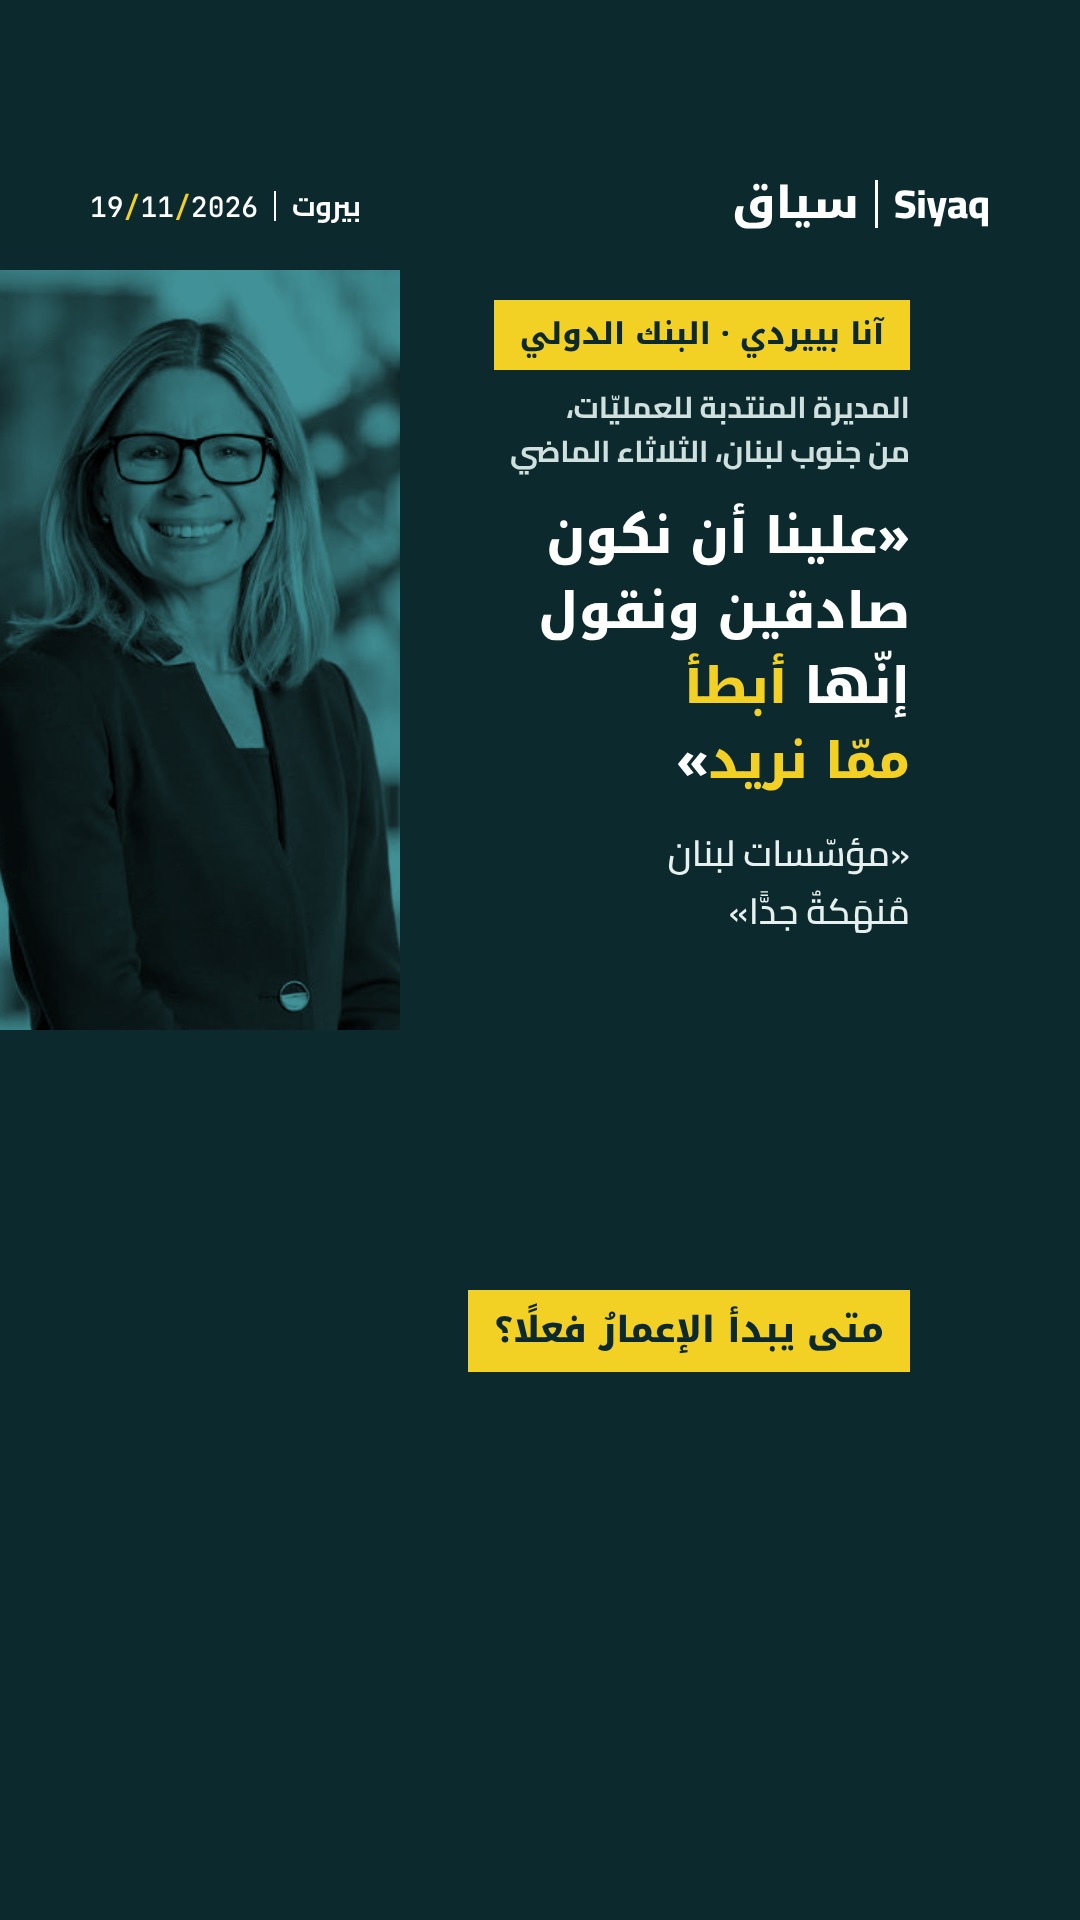 سياق | Siyaq
بيروت | 19/11/2026
آنا بييردي · البنك الدولي
المديرة المنتدبة للعمليّات،
من جنوب لبنان، الثلاثاء الماضي
«علينا أن نكون
صادقين ونقول
إنّها أبطأ
ممّا نريد»
«مؤسّسات لبنان
مُنهَكةٌ جدًّا»
متى يبدأ الإعمارُ فعلًا؟